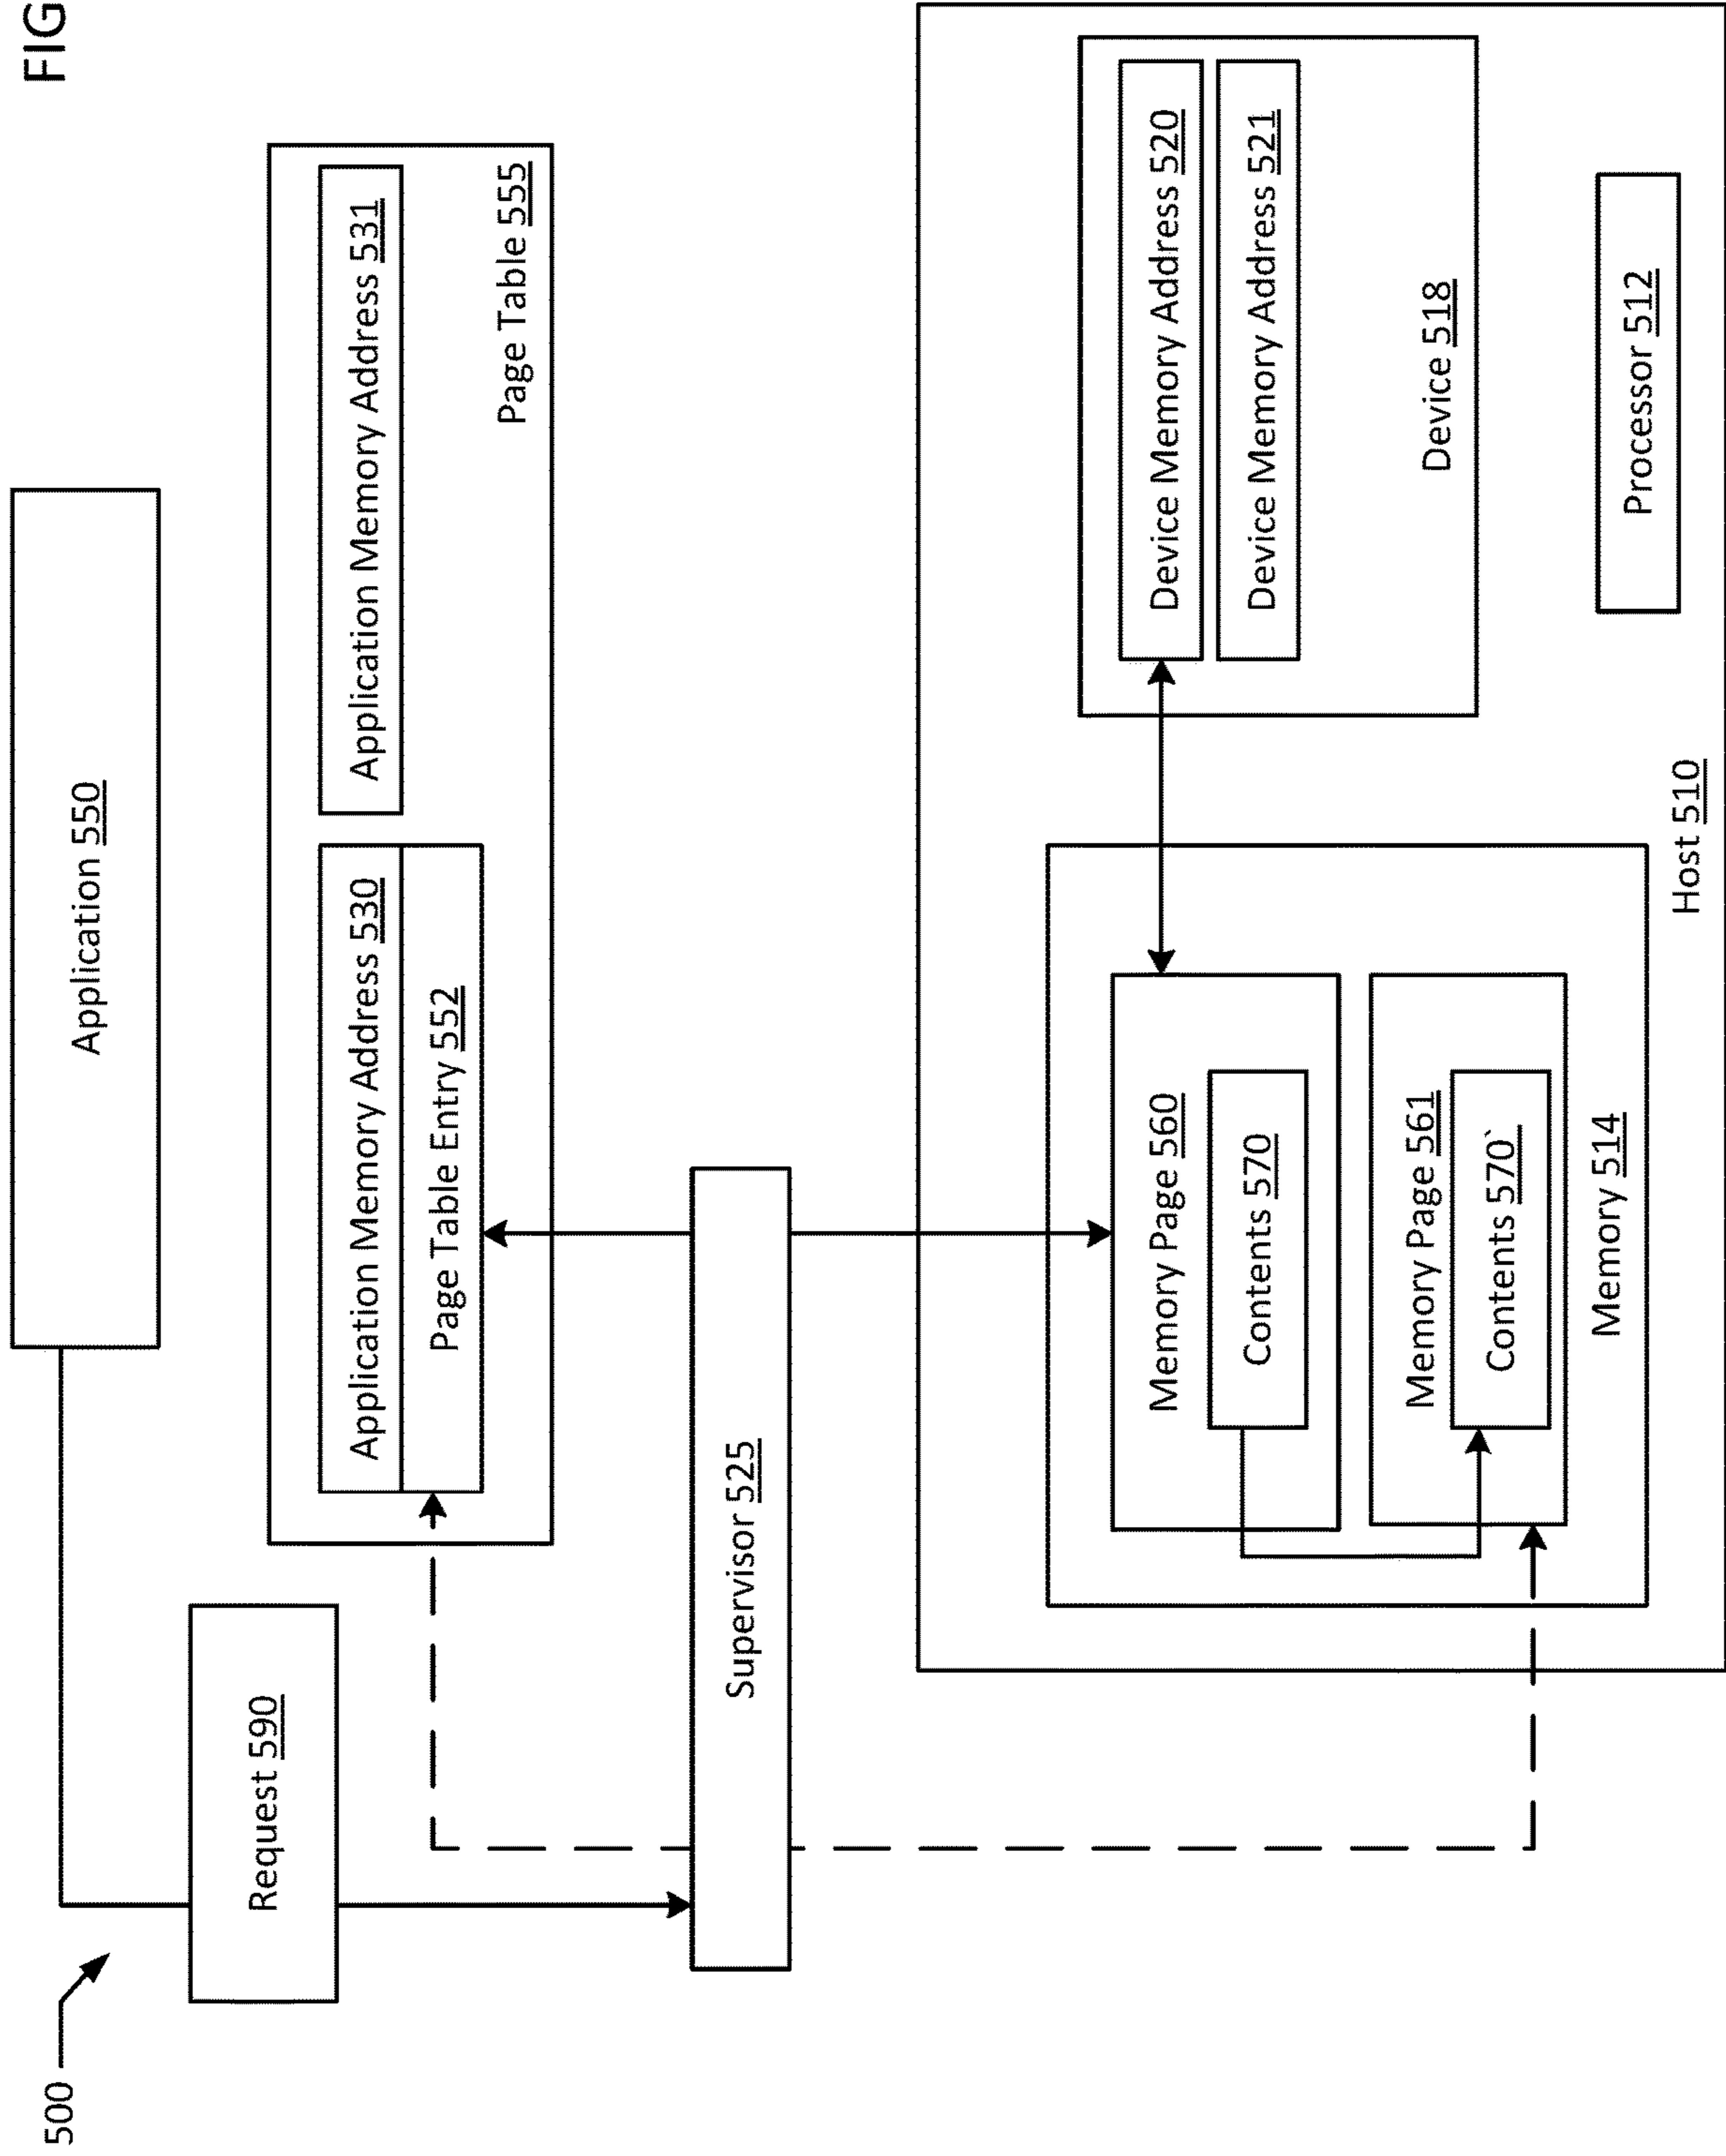 FIG
500
Application 550
Request 590
Application Memory Address 530
Application Memory Address 531
Page Table Entry 552
Page Table 555
Supervisor 525
Memory Page 560
Contents 570
Memory Page 561
Contents 570`
Memory 514
Device Memory Address 520
Device Memory Address 521
Device 518
Processor 512
Host 510